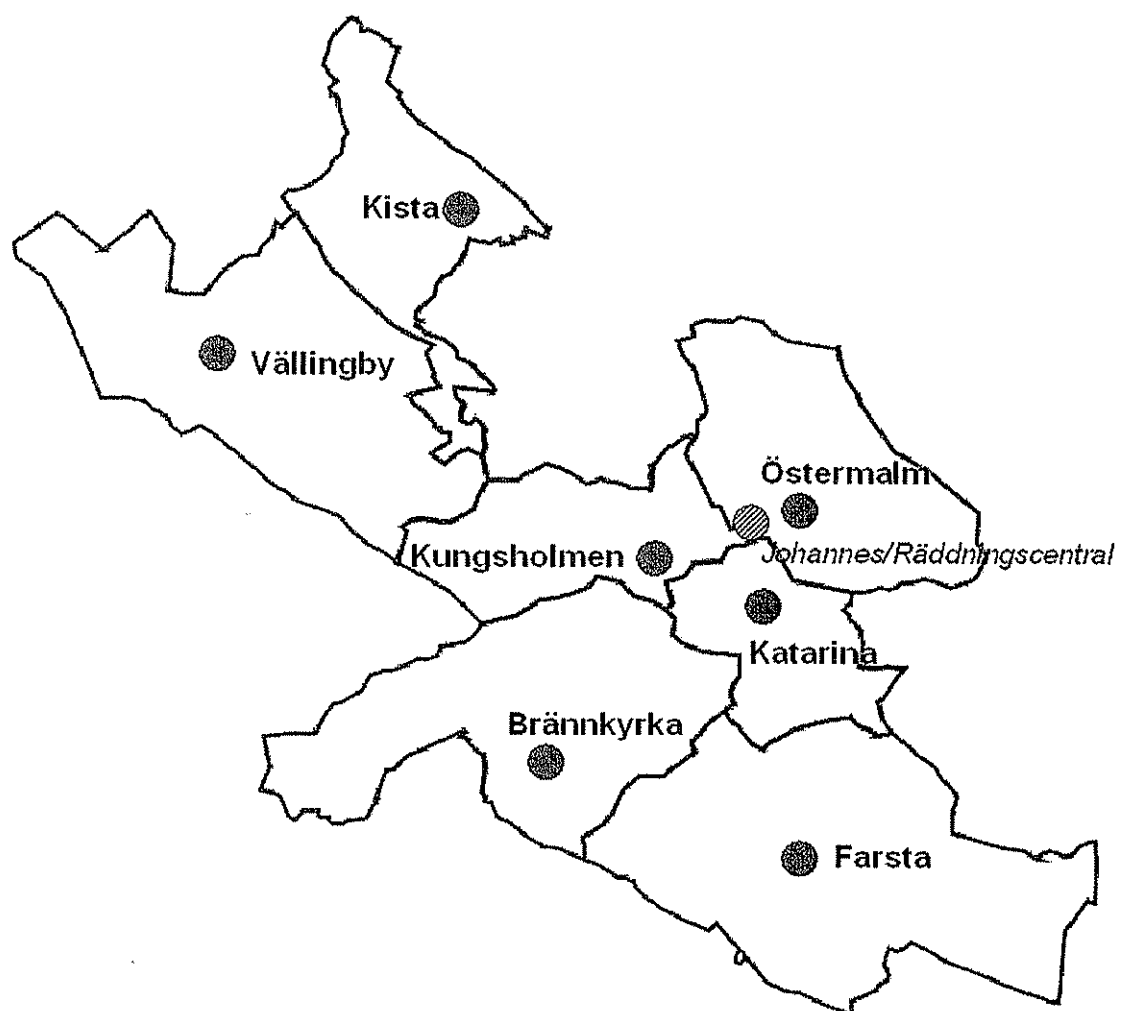 Kista
Vällingby
Östermalm
Johannes/Räddningscentral
Kungsholmen
Katarina
Brännkyrka
Farsta